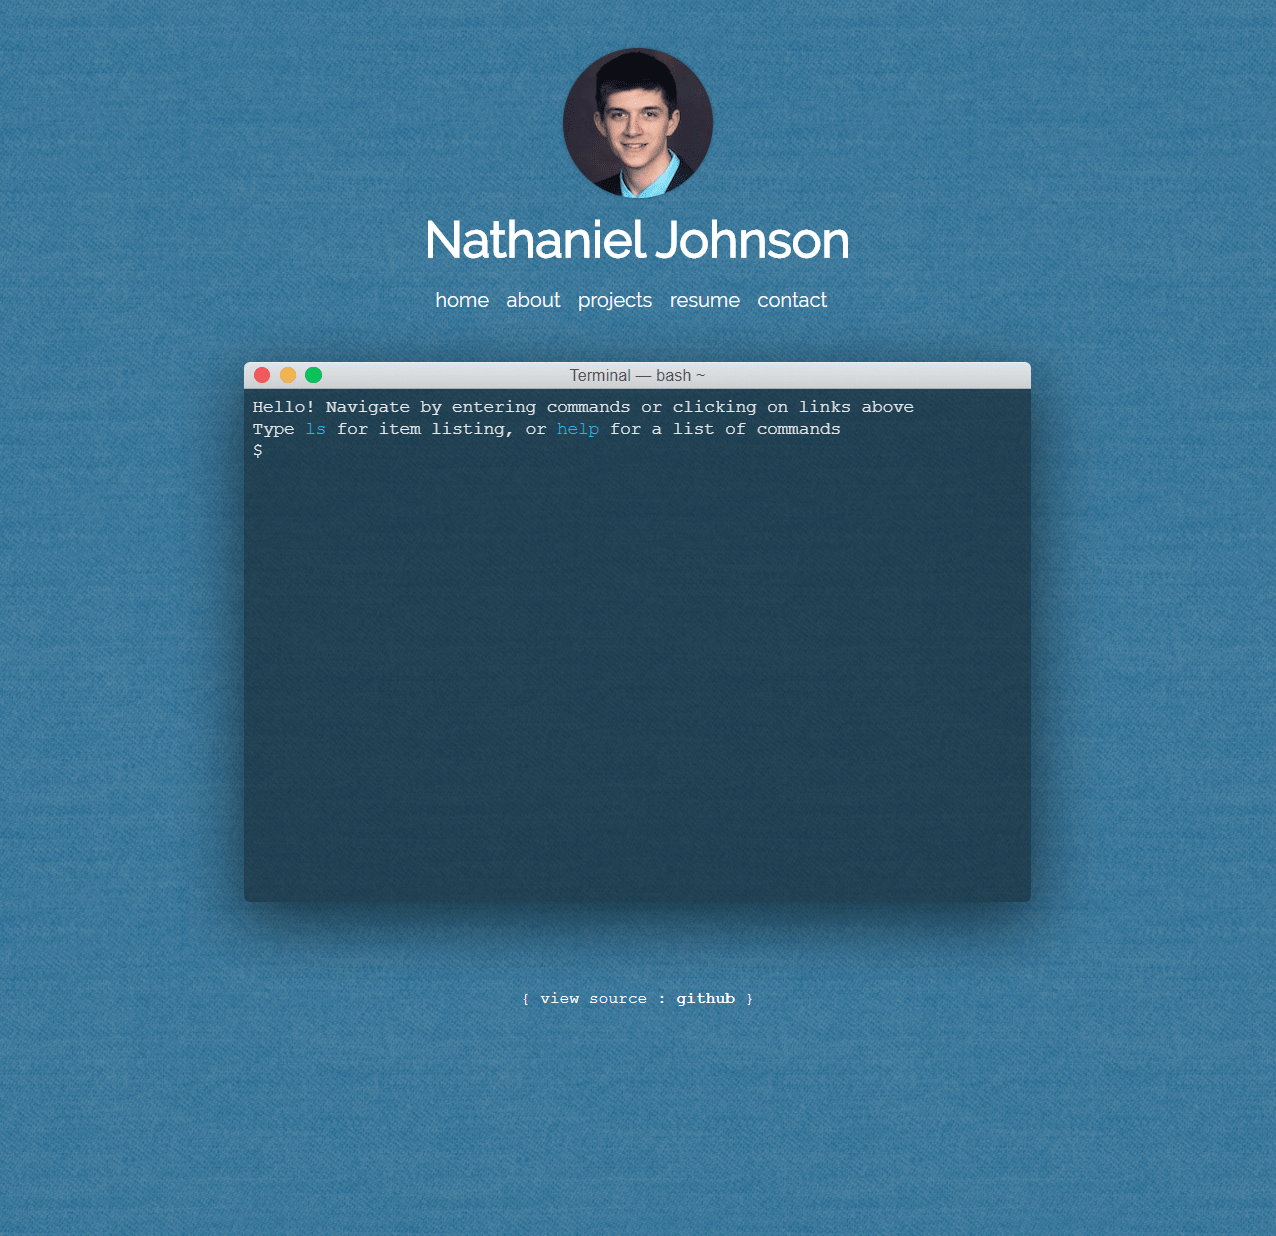 Nathaniel Johnson
home about projects resume contact
Terminal — bash ~
Hello! Navigate by entering commands or clicking on links above
Type ls for item listing, or help for a list of commands
$
{ view source : github }